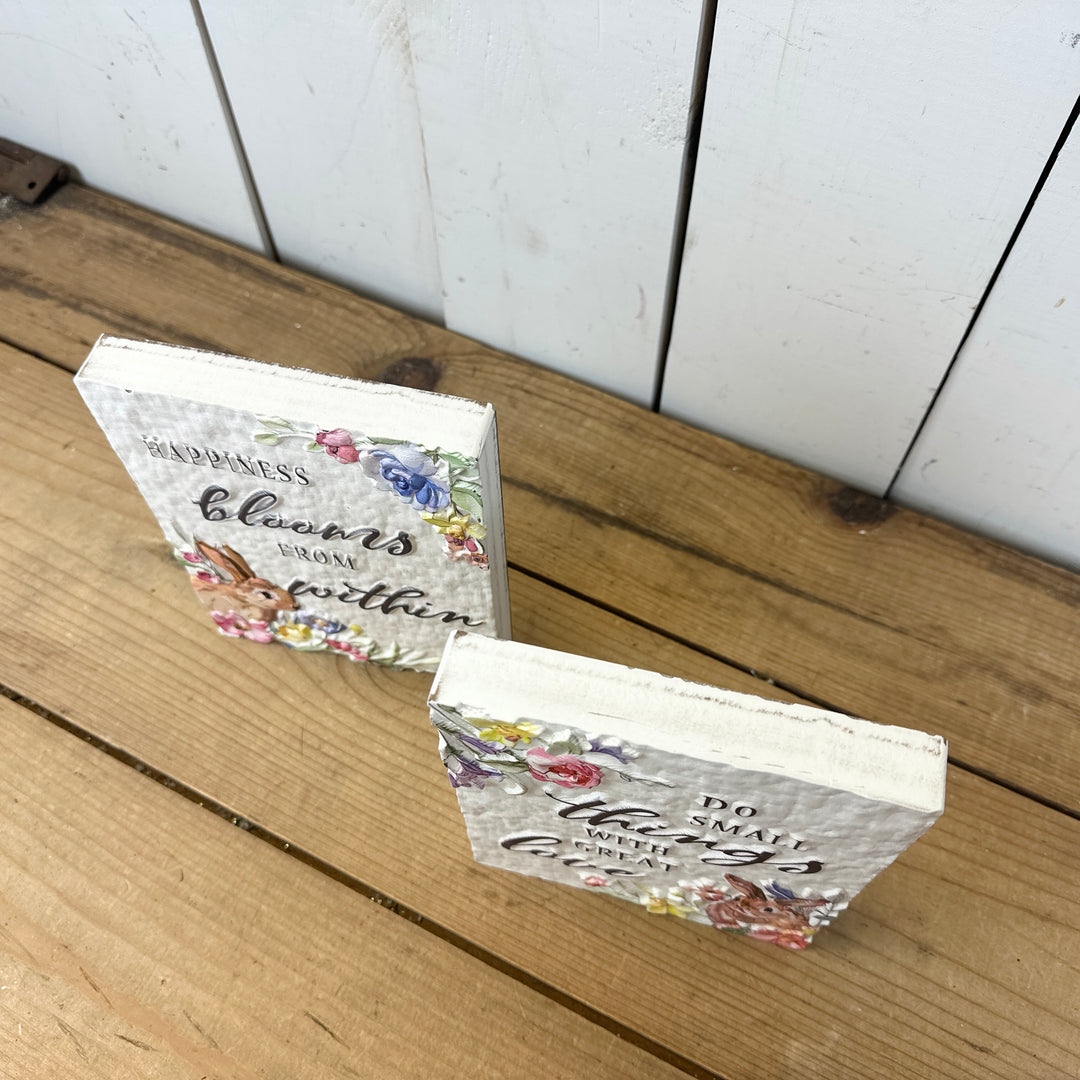 HAPPINESS
blooms
FROM
within
DO
SMALL
things
WITH
GREAT
love